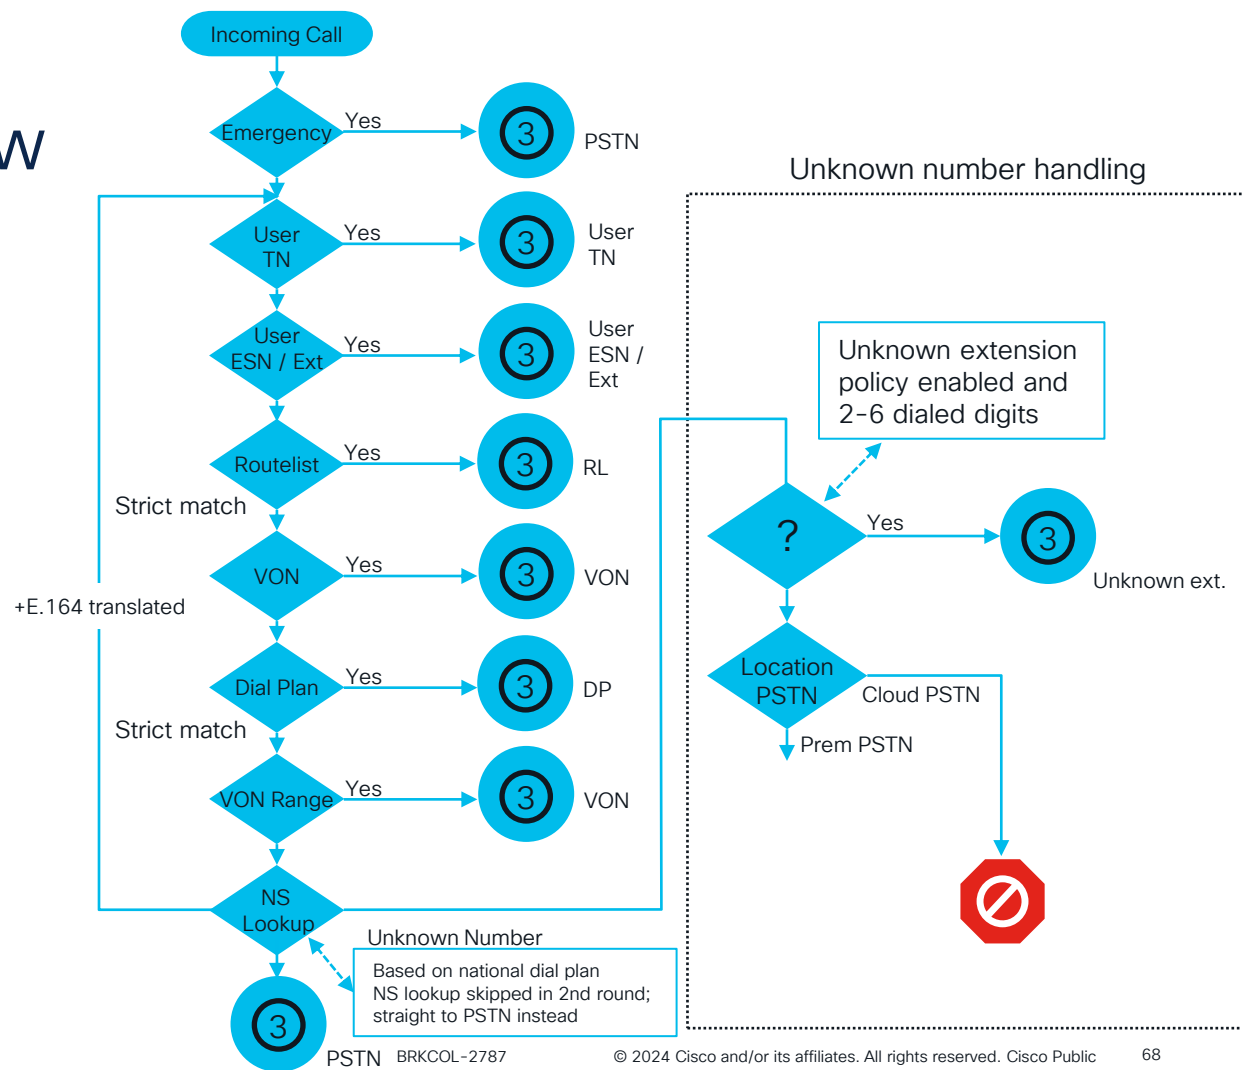 w
Incoming Call
Emergency
Yes
3
PSTN
User
TN
Yes
3
User
TN
User
ESN / Ext
Yes
3
User
ESN /
Ext
Routelist
Yes
3
RL
Strict match
VON
Yes
3
VON
+E.164 translated
Dial Plan
Yes
3
DP
Strict match
VON Range
Yes
3
VON
NS
Lookup
Unknown Number
Based on national dial plan
NS lookup skipped in 2nd round;
straight to PSTN instead
3
PSTN
Unknown number handling
Unknown extension
policy enabled and
2-6 dialed digits
?
Yes
3
Unknown ext.
Location
PSTN
Cloud PSTN
Prem PSTN
BRKCOL-2787
© 2024 Cisco and/or its affiliates. All rights reserved. Cisco Public
68